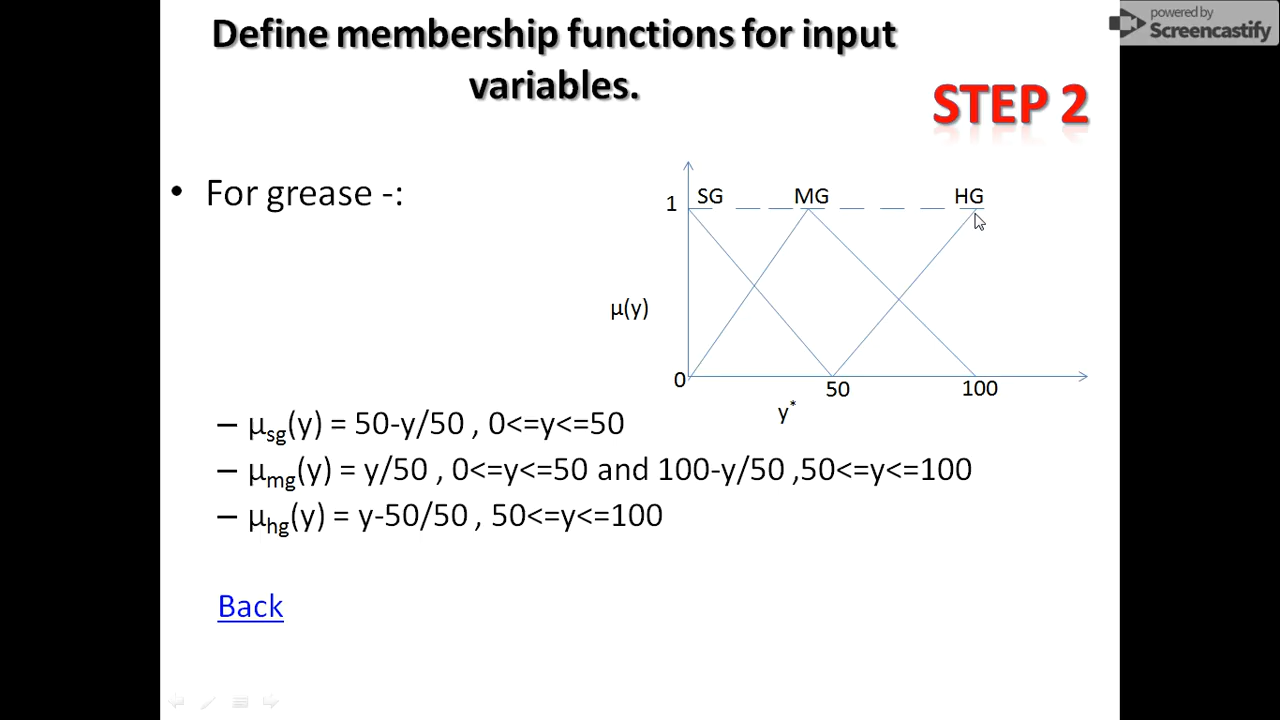 Define membership functions for input
variables.
powered by
Screencastify
STEP 2
• For grease -:
1
SG
MG
HG
μ(y)
0
50
100
y*
– μsg(y) = 50-y/50 , 0<=y<=50
– μmg(y) = y/50 , 0<=y<=50 and 100-y/50 ,50<=y<=100
– μhg(y) = y-50/50 , 50<=y<=100
Back